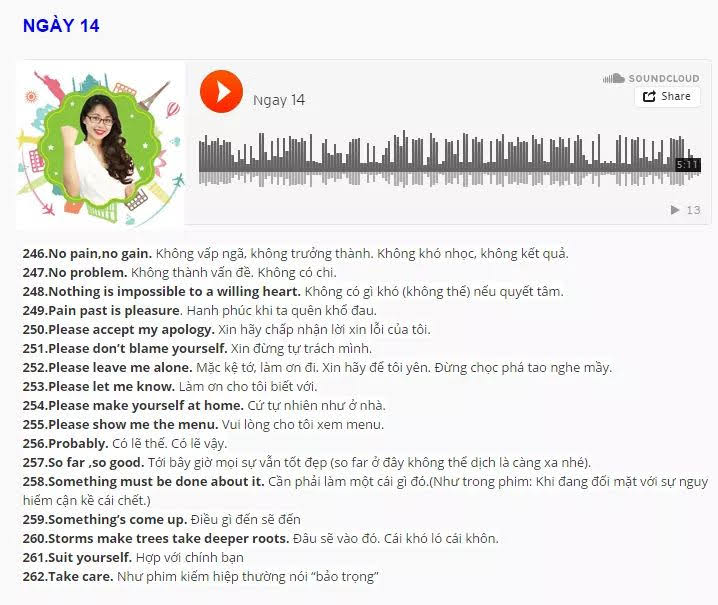 NGÀY 14
SOUNDCLOUD
Share
Ngay 14
5:11
13
246.No pain,no gain. Không vấp ngã, không trưởng thành. Không khó nhọc, không kết quả.
247.No problem. Không thành vấn đề. Không có chi.
248.Nothing is impossible to a willing heart. Không có gì khó (không thể) nếu quyết tâm.
249.Pain past is pleasure. Hanh phúc khi ta quên khổ đau.
250.Please accept my apology. Xin hãy chấp nhận lời xin lỗi của tôi.
251.Please don’t blame yourself. Xin đừng tự trách mình.
252.Please leave me alone. Mặc kệ tớ, làm ơn đi. Xin hãy để tôi yên. Đừng chọc phá tao nghe mầy.
253.Please let me know. Làm ơn cho tôi biết với.
254.Please make yourself at home. Cứ tự nhiên như ở nhà.
255.Please show me the menu. Vui lòng cho tôi xem menu.
256.Probably. Có lẽ thế. Có lẽ vậy.
257.So far ,so good. Tới bây giờ mọi sự vẫn tốt đẹp (so far ở đây không thể dịch là càng xa nhé).
258.Something must be done about it. Cần phải làm một cái gì đó.(Như trong phim: Khi đang đối mặt với sự nguy
hiểm cận kề cái chết.)
259.Something’s come up. Điều gì đến sẽ đến
260.Storms make trees take deeper roots. Đâu sẽ vào đó. Cái khó ló cái khôn.
261.Suit yourself. Hợp với chính bạn
262.Take care. Như phim kiếm hiệp thường nói “bảo trọng”